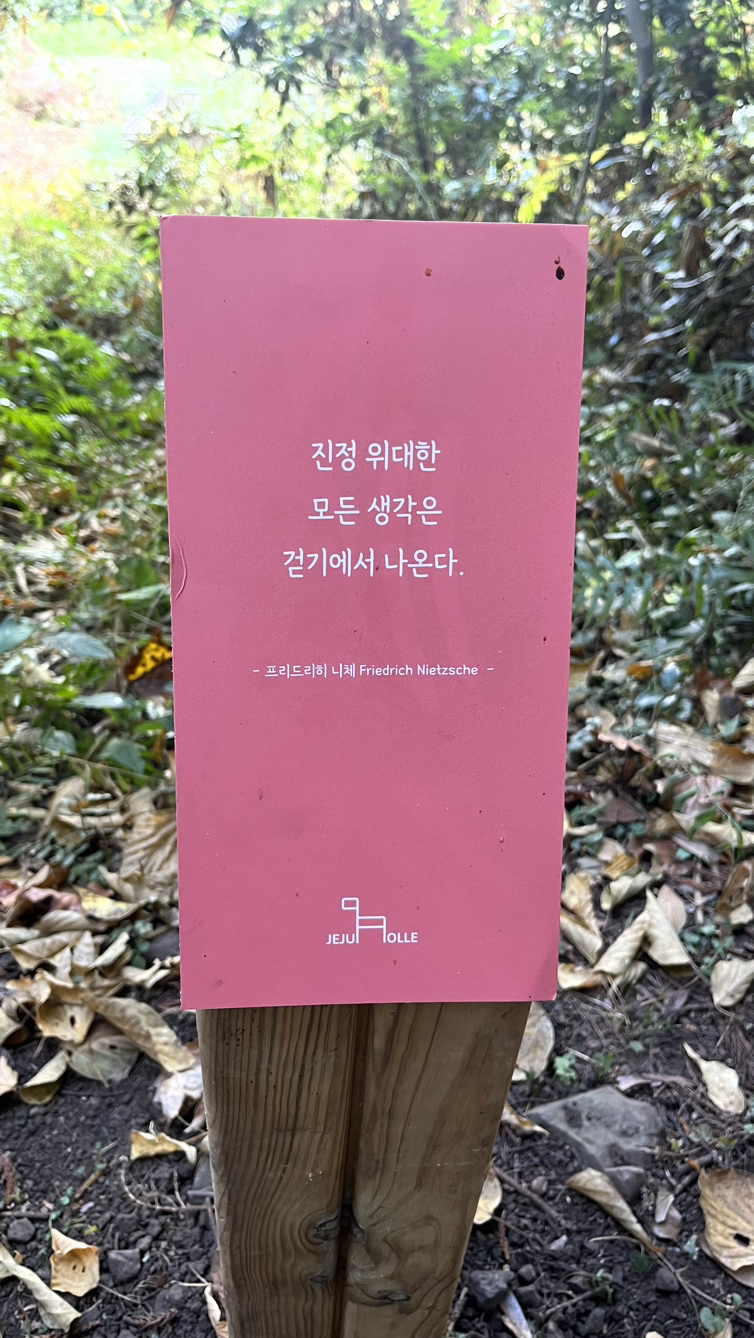 진정 위대한
모든 생각은
걷기에서 나온다.
- 프리드리히 니체 Friedrich Nietzsche -
JEJU OLLE